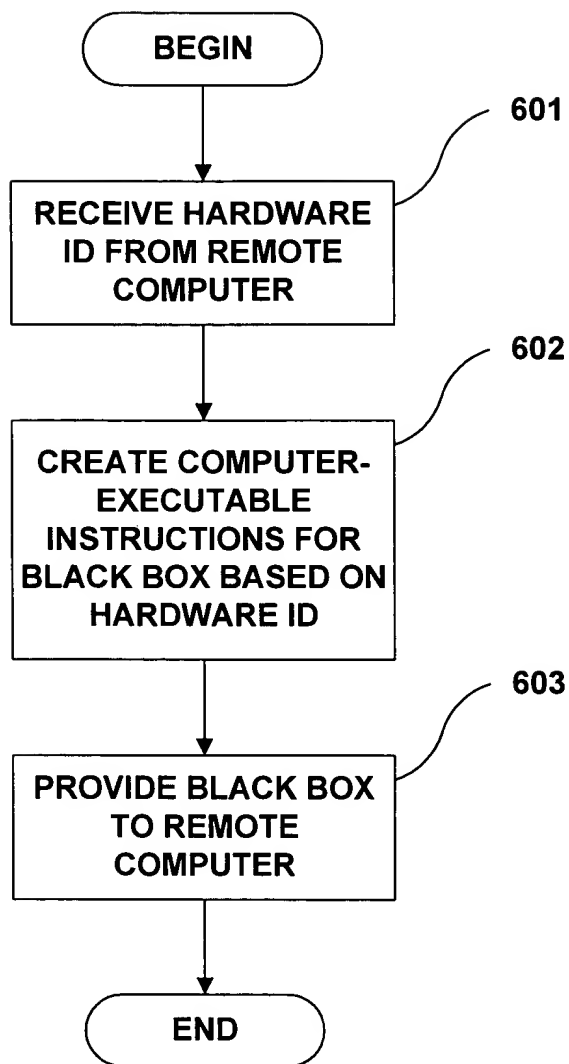 BEGIN
601
RECEIVE HARDWARE
ID FROM REMOTE
COMPUTER
602
CREATE COMPUTER-
EXECUTABLE
INSTRUCTIONS FOR
BLACK BOX BASED ON
HARDWARE ID
603
PROVIDE BLACK BOX
TO REMOTE
COMPUTER
END